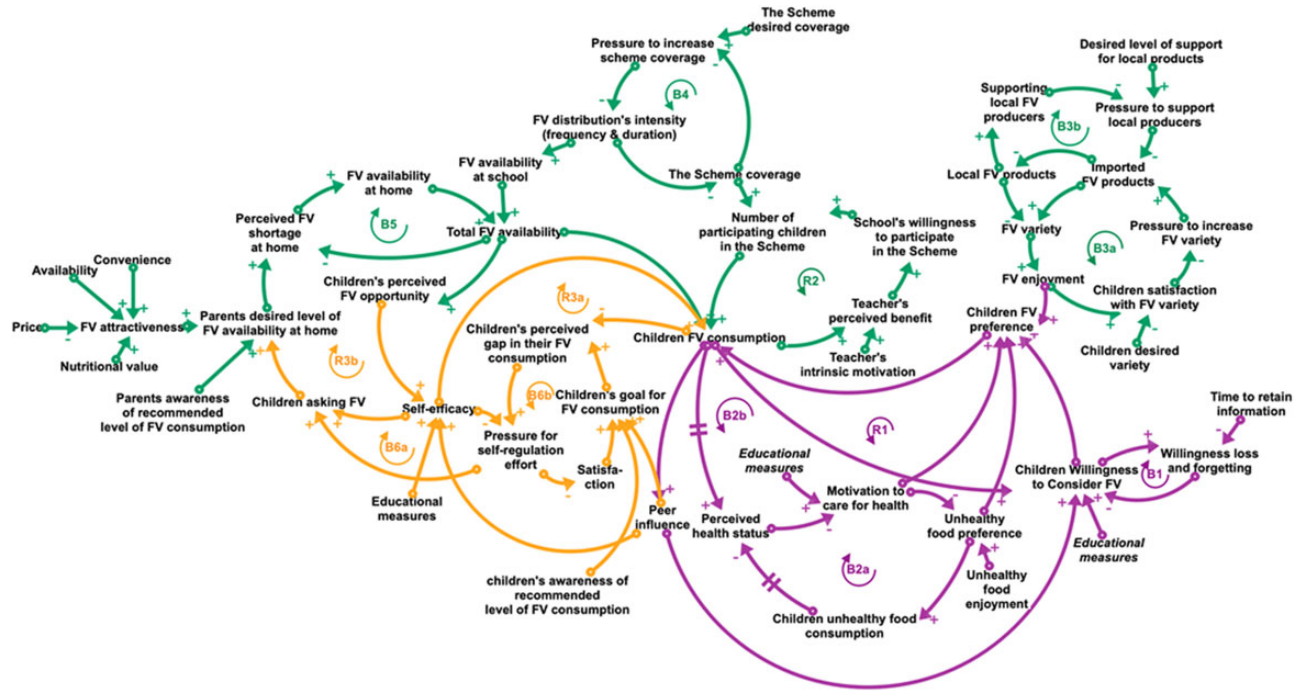 The Scheme
desired coverage
Pressure to increase
scheme coverage
B4
FV distribution's intensity
(frequency & duration)
FV availability
at school
The Scheme coverage
FV availability
at home
B5
Perceived FV
shortage
at home
Total FV availability
Number of
participating children
in the Scheme
School's willingness
to participate
in the Scheme
R2
Teacher's
perceived benefit
Teacher's
intrinsic motivation
Desired level of support
for local products
Supporting
local FV
producers
Pressure to support
local producers
B3b
Local FV products
Imported
FV products
FV variety
Pressure to increase
FV variety
B3a
FV enjoyment
Children satisfaction
with FV variety
Children desired
variety
Availability
Convenience
Price
FV attractiveness
Nutritional value
Parents desired level of
FV availability at home
Parents awareness
of recommended
level of FV consumption
Children's perceived
FV opportunity
R3a
R3b
Children's perceived
gap in their FV
consumption
Children FV consumption
Children FV
preference
Children asking FV
Self-efficacy
B6b
Children's goal for
FV consumption
B6a
Pressure for
self-regulation
effort
Satisfa-
ction
Educational
measures
Peer
influence
children's awareness of
recommended
level of FV consumption
B2b
R1
Educational
measures
Motivation to
care for health
Perceived
health status
Unhealthy
food preference
B2a
Unhealthy
food
enjoyment
Children unhealthy food
consumption
Time to retain
information
Willingness loss
and forgetting
B1
Children Willingness
to Consider FV
Educational
measures